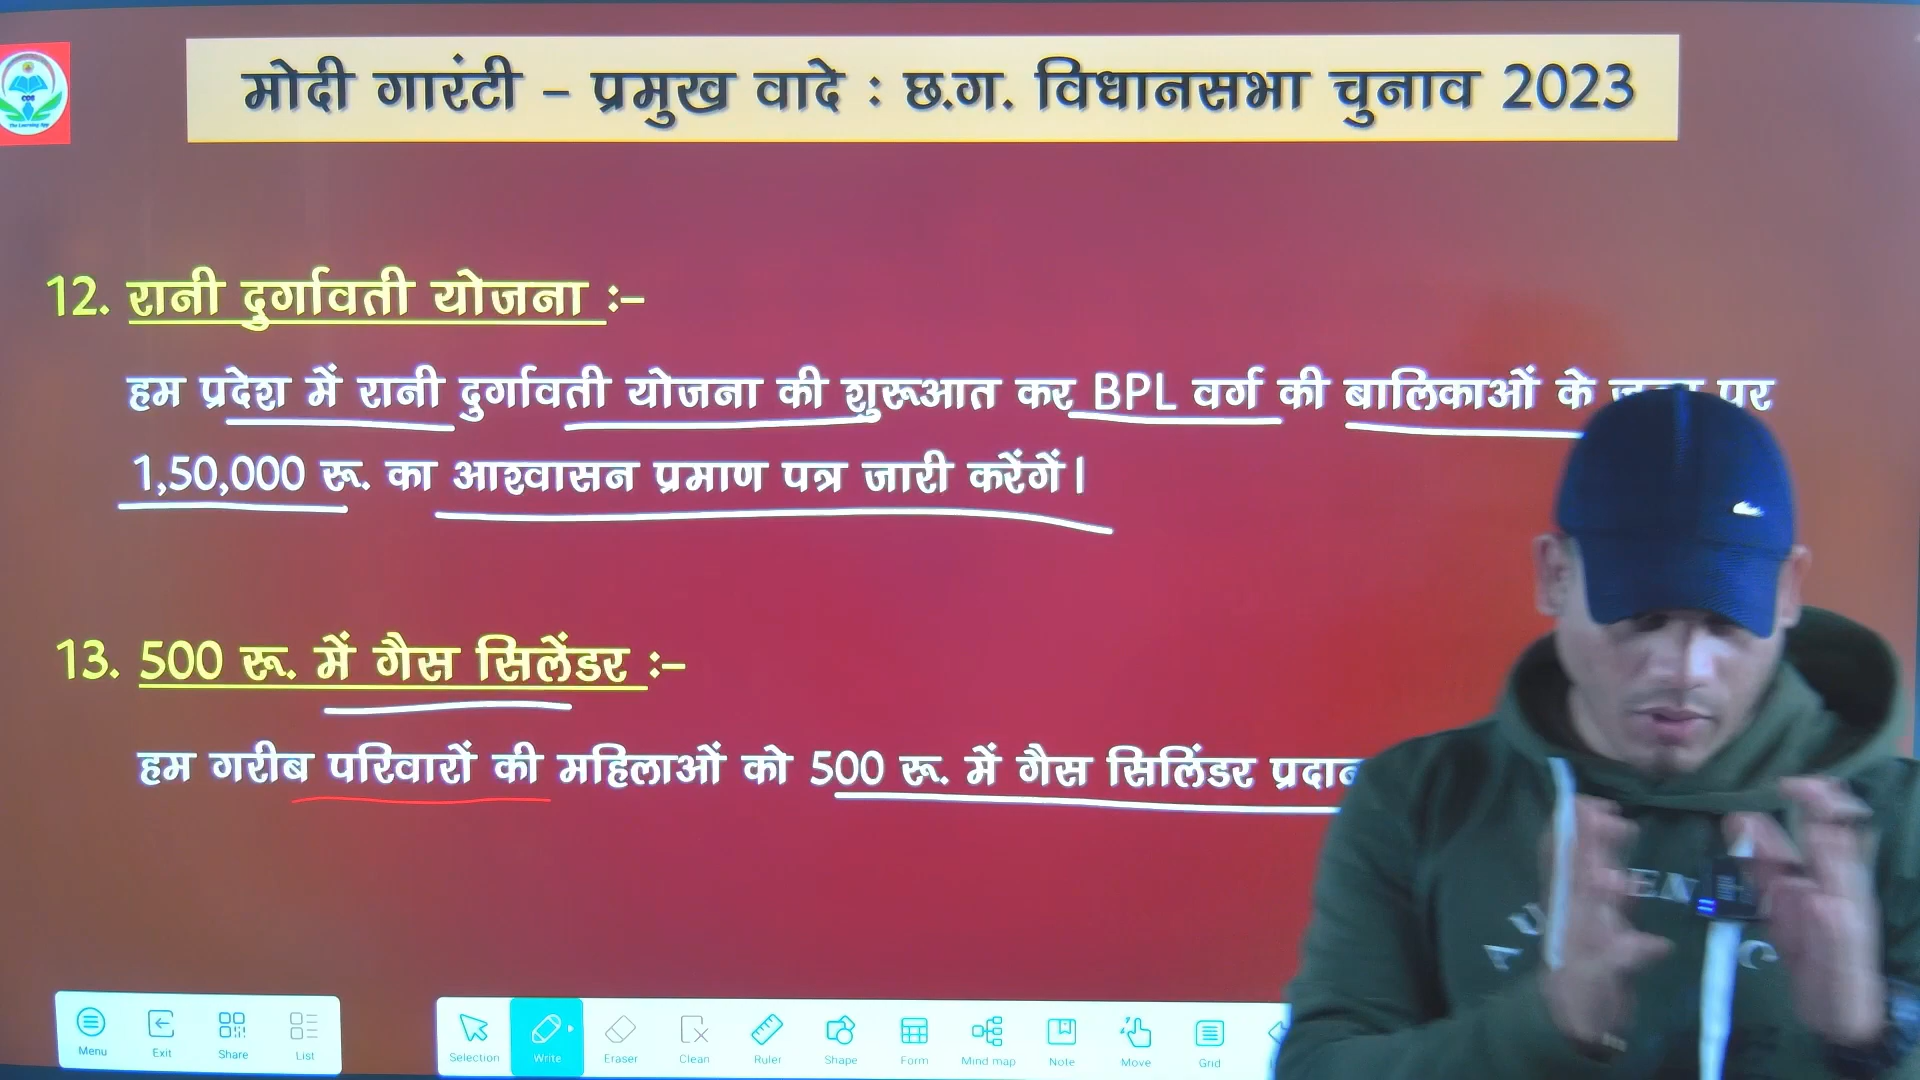 मोदी गारंटी – प्रमुख वादे : छ.ग. विधानसभा चुनाव 2023
12. रानी दुर्गावती योजना :–
हम प्रदेश में रानी दुर्गावती योजना की शुरूआत कर BPL वर्ग की बालिकाओं के पर
1,50,000 रू. का आश्वासन प्रमाण पत्र जारी करेंगें।
13. 500 रू. में गैस सिलेंडर :–
हम गरीब परिवारों की महिलाओं को 500 रू. में गैस सिलिंडर
Menu Exit Share List Selection Write Eraser Clean Ruler Shape Form Mind map Note Move Grid